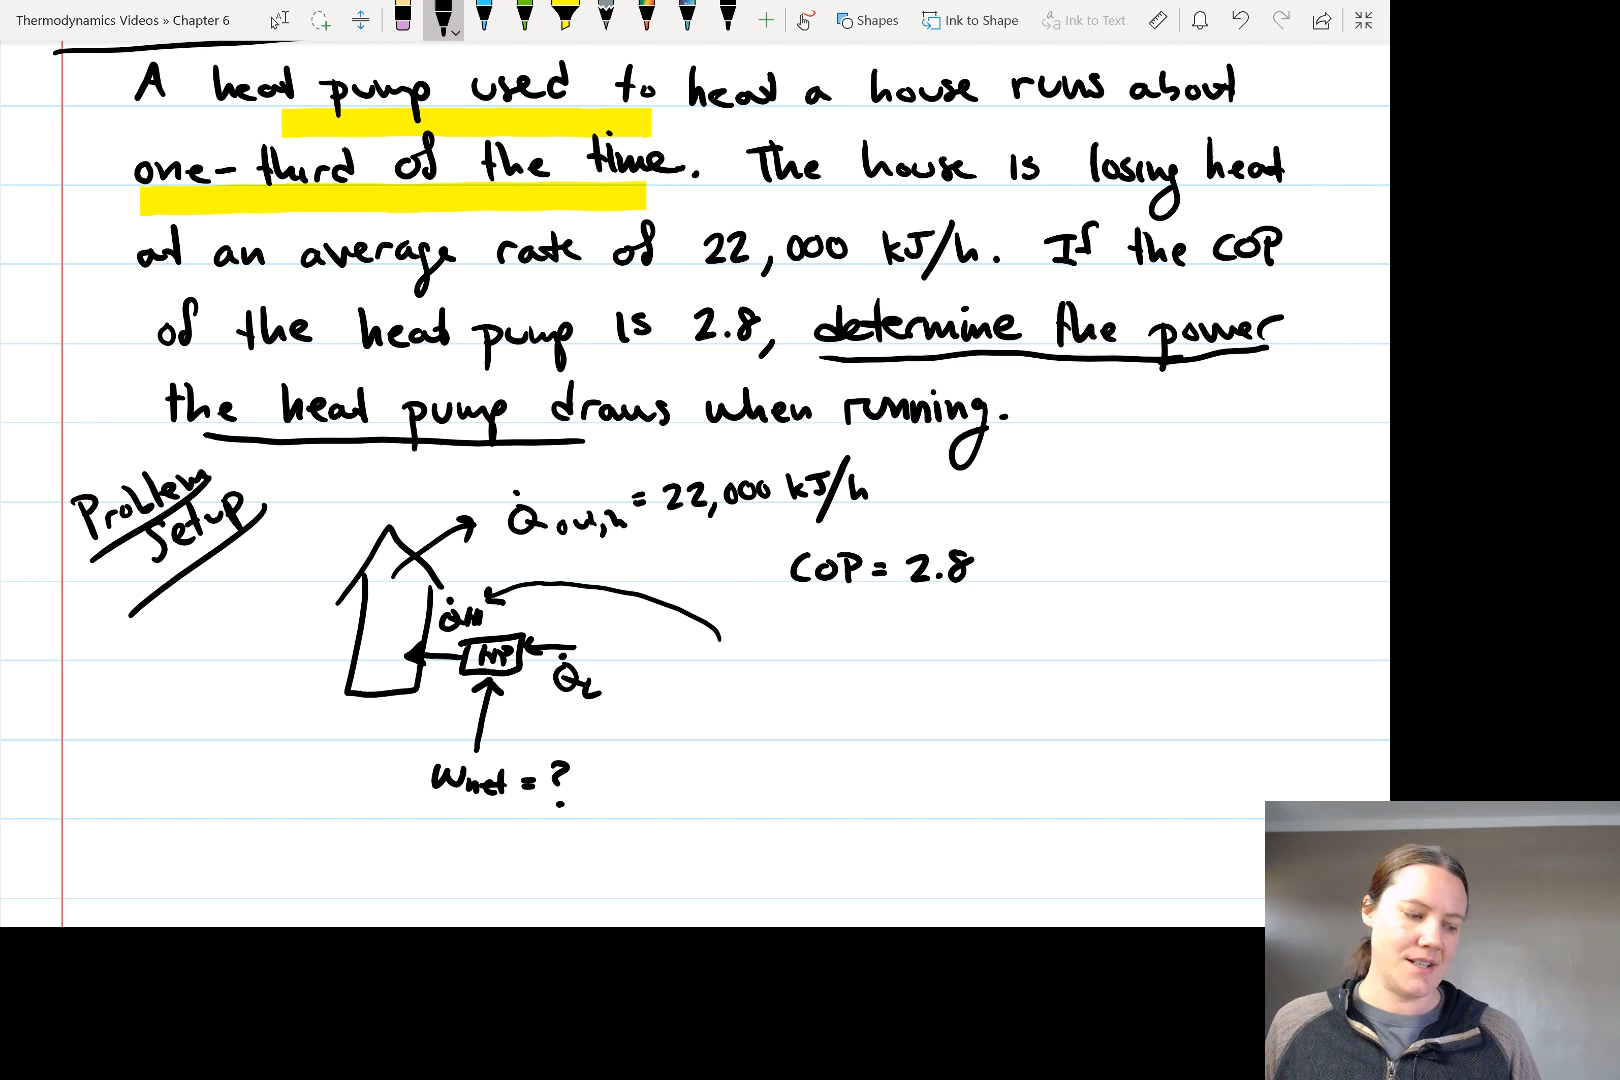 Thermodynamics Videos » Chapter 6
Shapes
Ink to Shape
Ink to Text
A heat pump used to heat a house runs about
one-third of the time. The house is losing heat
at an average rate of 22,000 kJ/h. If the COP
of the heat pump is 2.8, determine the power
the heat pump draws when running.
Problem
Setup
Q̇out,h = 22,000 kJ/h
COP = 2.8
Q̇H
HP
Q̇L
Wnet = ?